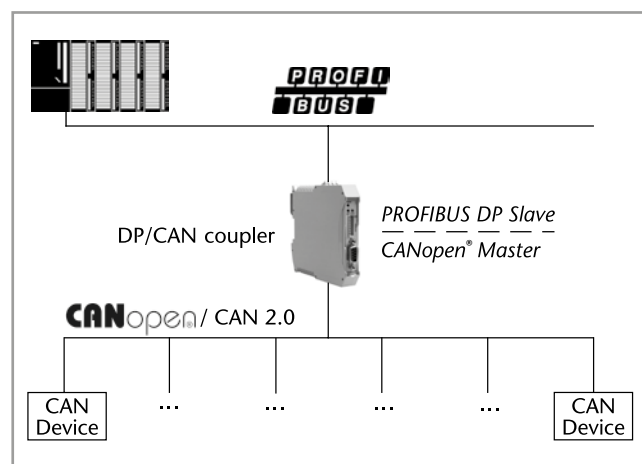 PROFI
BUS
DP/CAN coupler
PROFIBUS DP Slave
CANopen® Master
CANopen® / CAN 2.0
CAN
Device
...
...
...
...
CAN
Device